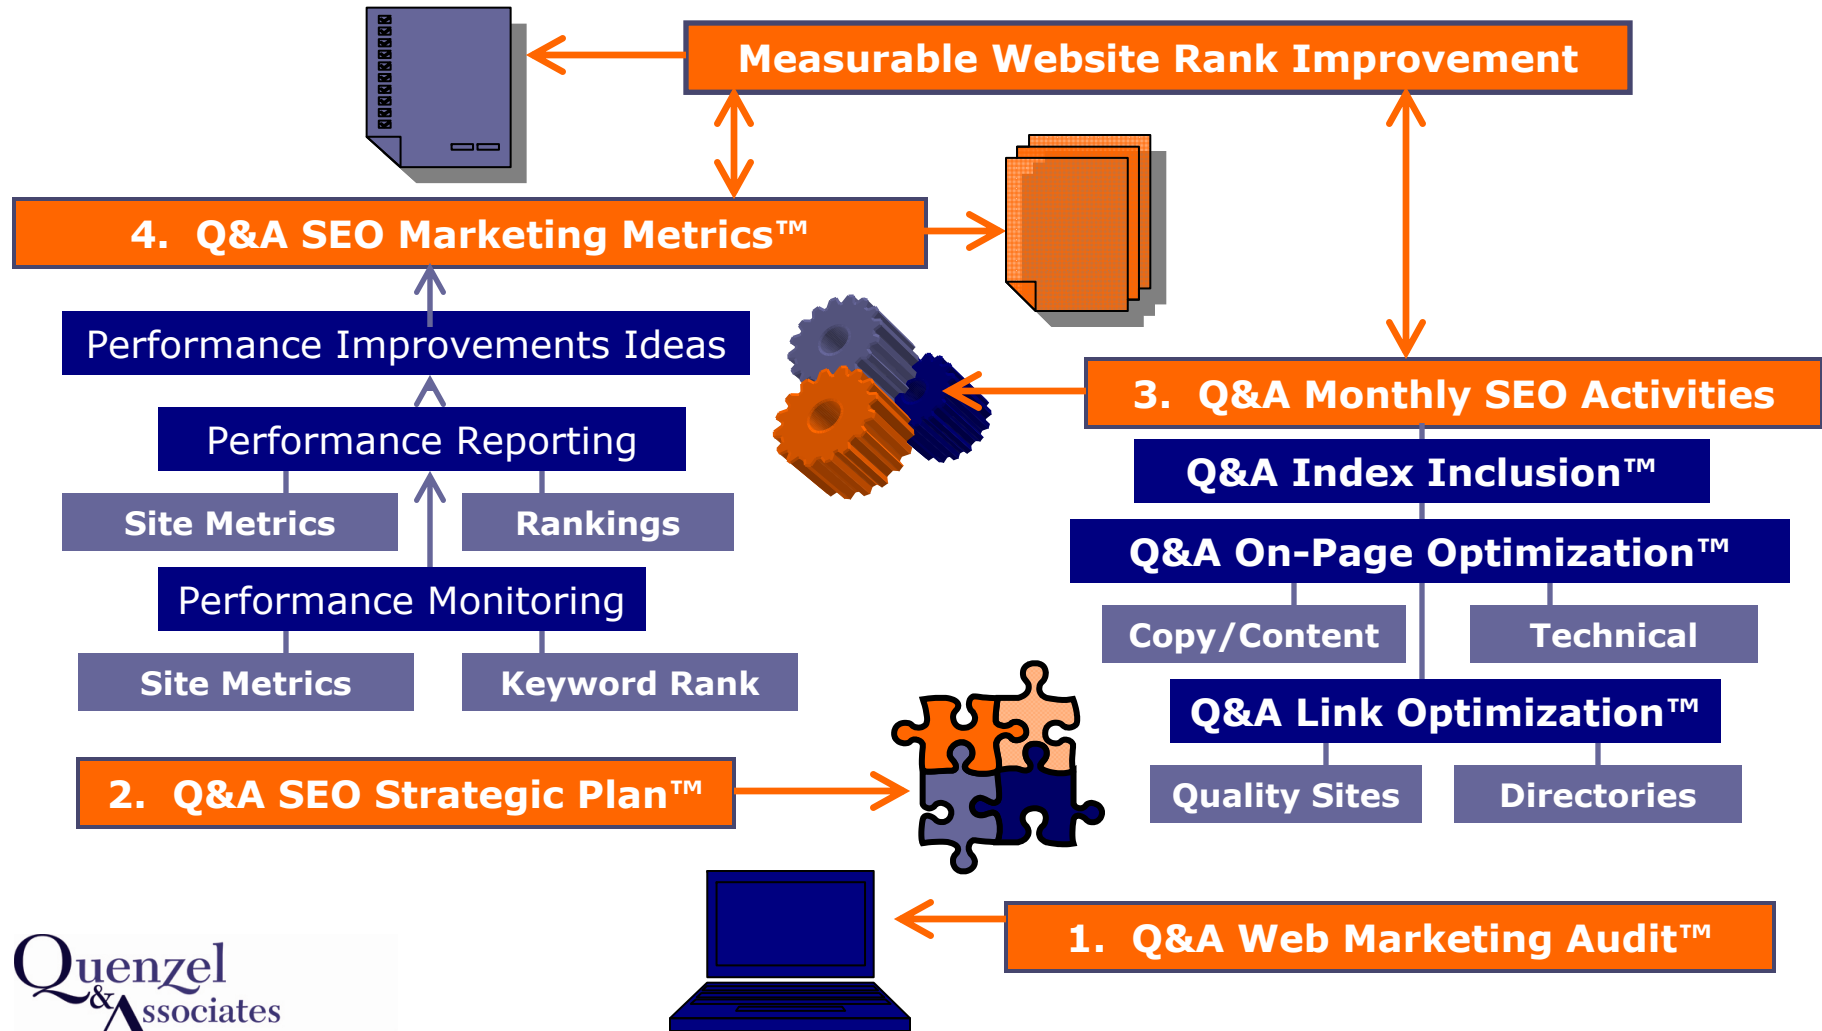 Measurable Website Rank Improvement
4. Q&A SEO Marketing Metrics™
Performance Improvements Ideas
Performance Reporting
Site Metrics
Rankings
Performance Monitoring
Site Metrics
Keyword Rank
3. Q&A Monthly SEO Activities
Q&A Index Inclusion™
Q&A On-Page Optimization™
Copy/Content
Technical
Q&A Link Optimization™
Quality Sites
Directories
2. Q&A SEO Strategic Plan™
1. Q&A Web Marketing Audit™
Quenzel
& Associates